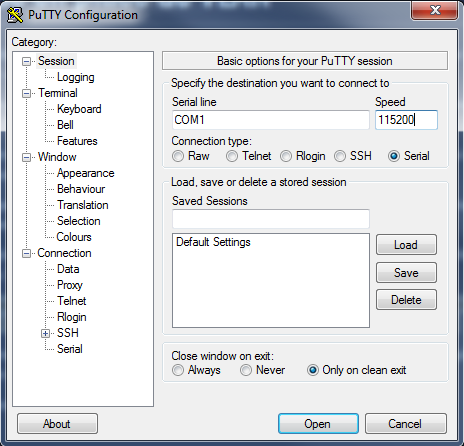 PuTTY Configuration
Category:
Session
Logging
Terminal
Keyboard
Bell
Features
Window
Appearance
Behaviour
Translation
Selection
Colours
Connection
Data
Proxy
Telnet
Rlogin
SSH
Serial
Basic options for your PuTTY session
Specify the destination you want to connect to
Serial line Speed
COM1 115200
Connection type:
Raw Telnet Rlogin SSH Serial
Load, save or delete a stored session
Saved Sessions
Default Settings
Load
Save
Delete
Close window on exit:
Always Never Only on clean exit
About Open Cancel